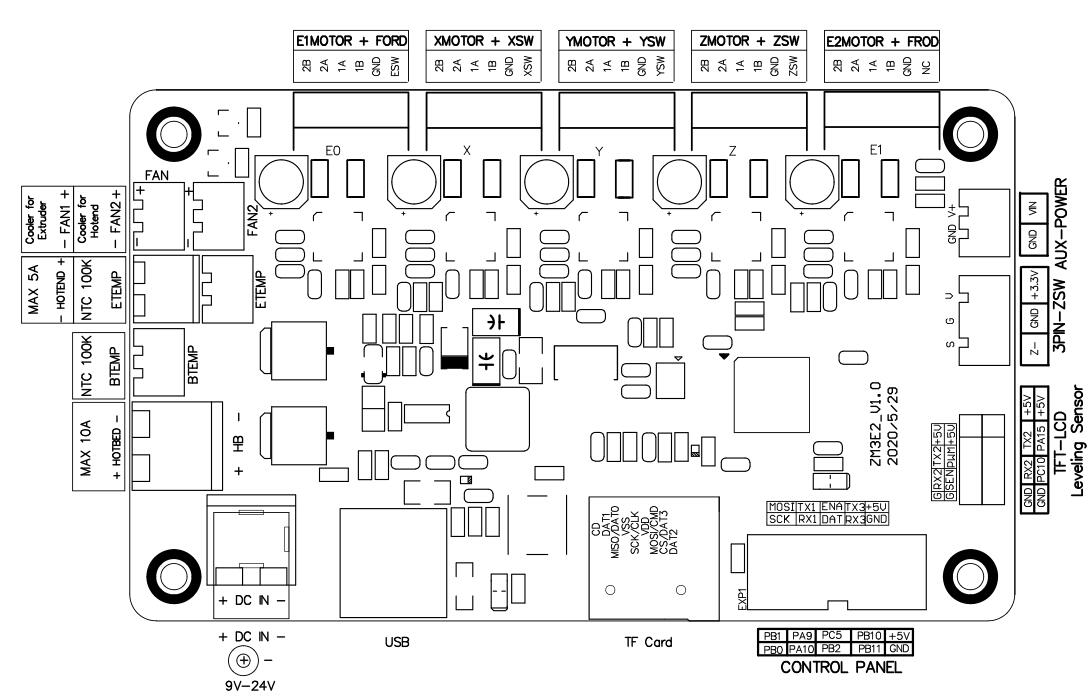 E1MOTOR + FORD
2B 2A 1A 1B GND ESW
XMOTOR + XSW
2B 2A 1A 1B GND XSW
YMOTOR + YSW
2B 2A 1A 1B GND YSW
ZMOTOR + ZSW
2B 2A 1A 1B GND ZSW
E2MOTOR + FROD
2B 2A 1A 1B GND NC
E0
X
Y
Z
E1
FAN
+
-
+
-
FAN2
Cooler for
Extruder
- FAN1 +
Cooler for
Hotend
- FAN2 +
MAX 5A
- HOTEND +
NTC 100K
ETEMP
ETEMP
NTC 100K
BTEMP
BTEMP
MAX 10A
+ HOTBED -
+ HB -
GND V+
GND VIN
AUX-POWER
S G V
Z- GND +3.3V
3PIN-ZSW
ZM3E2_V1.0
2020/5/29
G RX2 TX2 +5V
G SEN PWM +5V
GND RX2 TX2 +5V
GND PC10 PA15 +5V
TFT-LCD
Leveling Sensor
CD
DAT1
MISO/DAT0
VSS
SCK/CLK
VDD
MOSI/CMD
CS/DAT3
DAT2
MOSI TX1 ENA TX3 +5V
SCK RX1 DAT RX3 GND
EXP1
+ DC IN -
+ DC IN -
+ -
9V-24V
USB
TF Card
PB1 PA9 PC5 PB10 +5V
PB0 PA10 PB2 PB11 GND
CONTROL PANEL